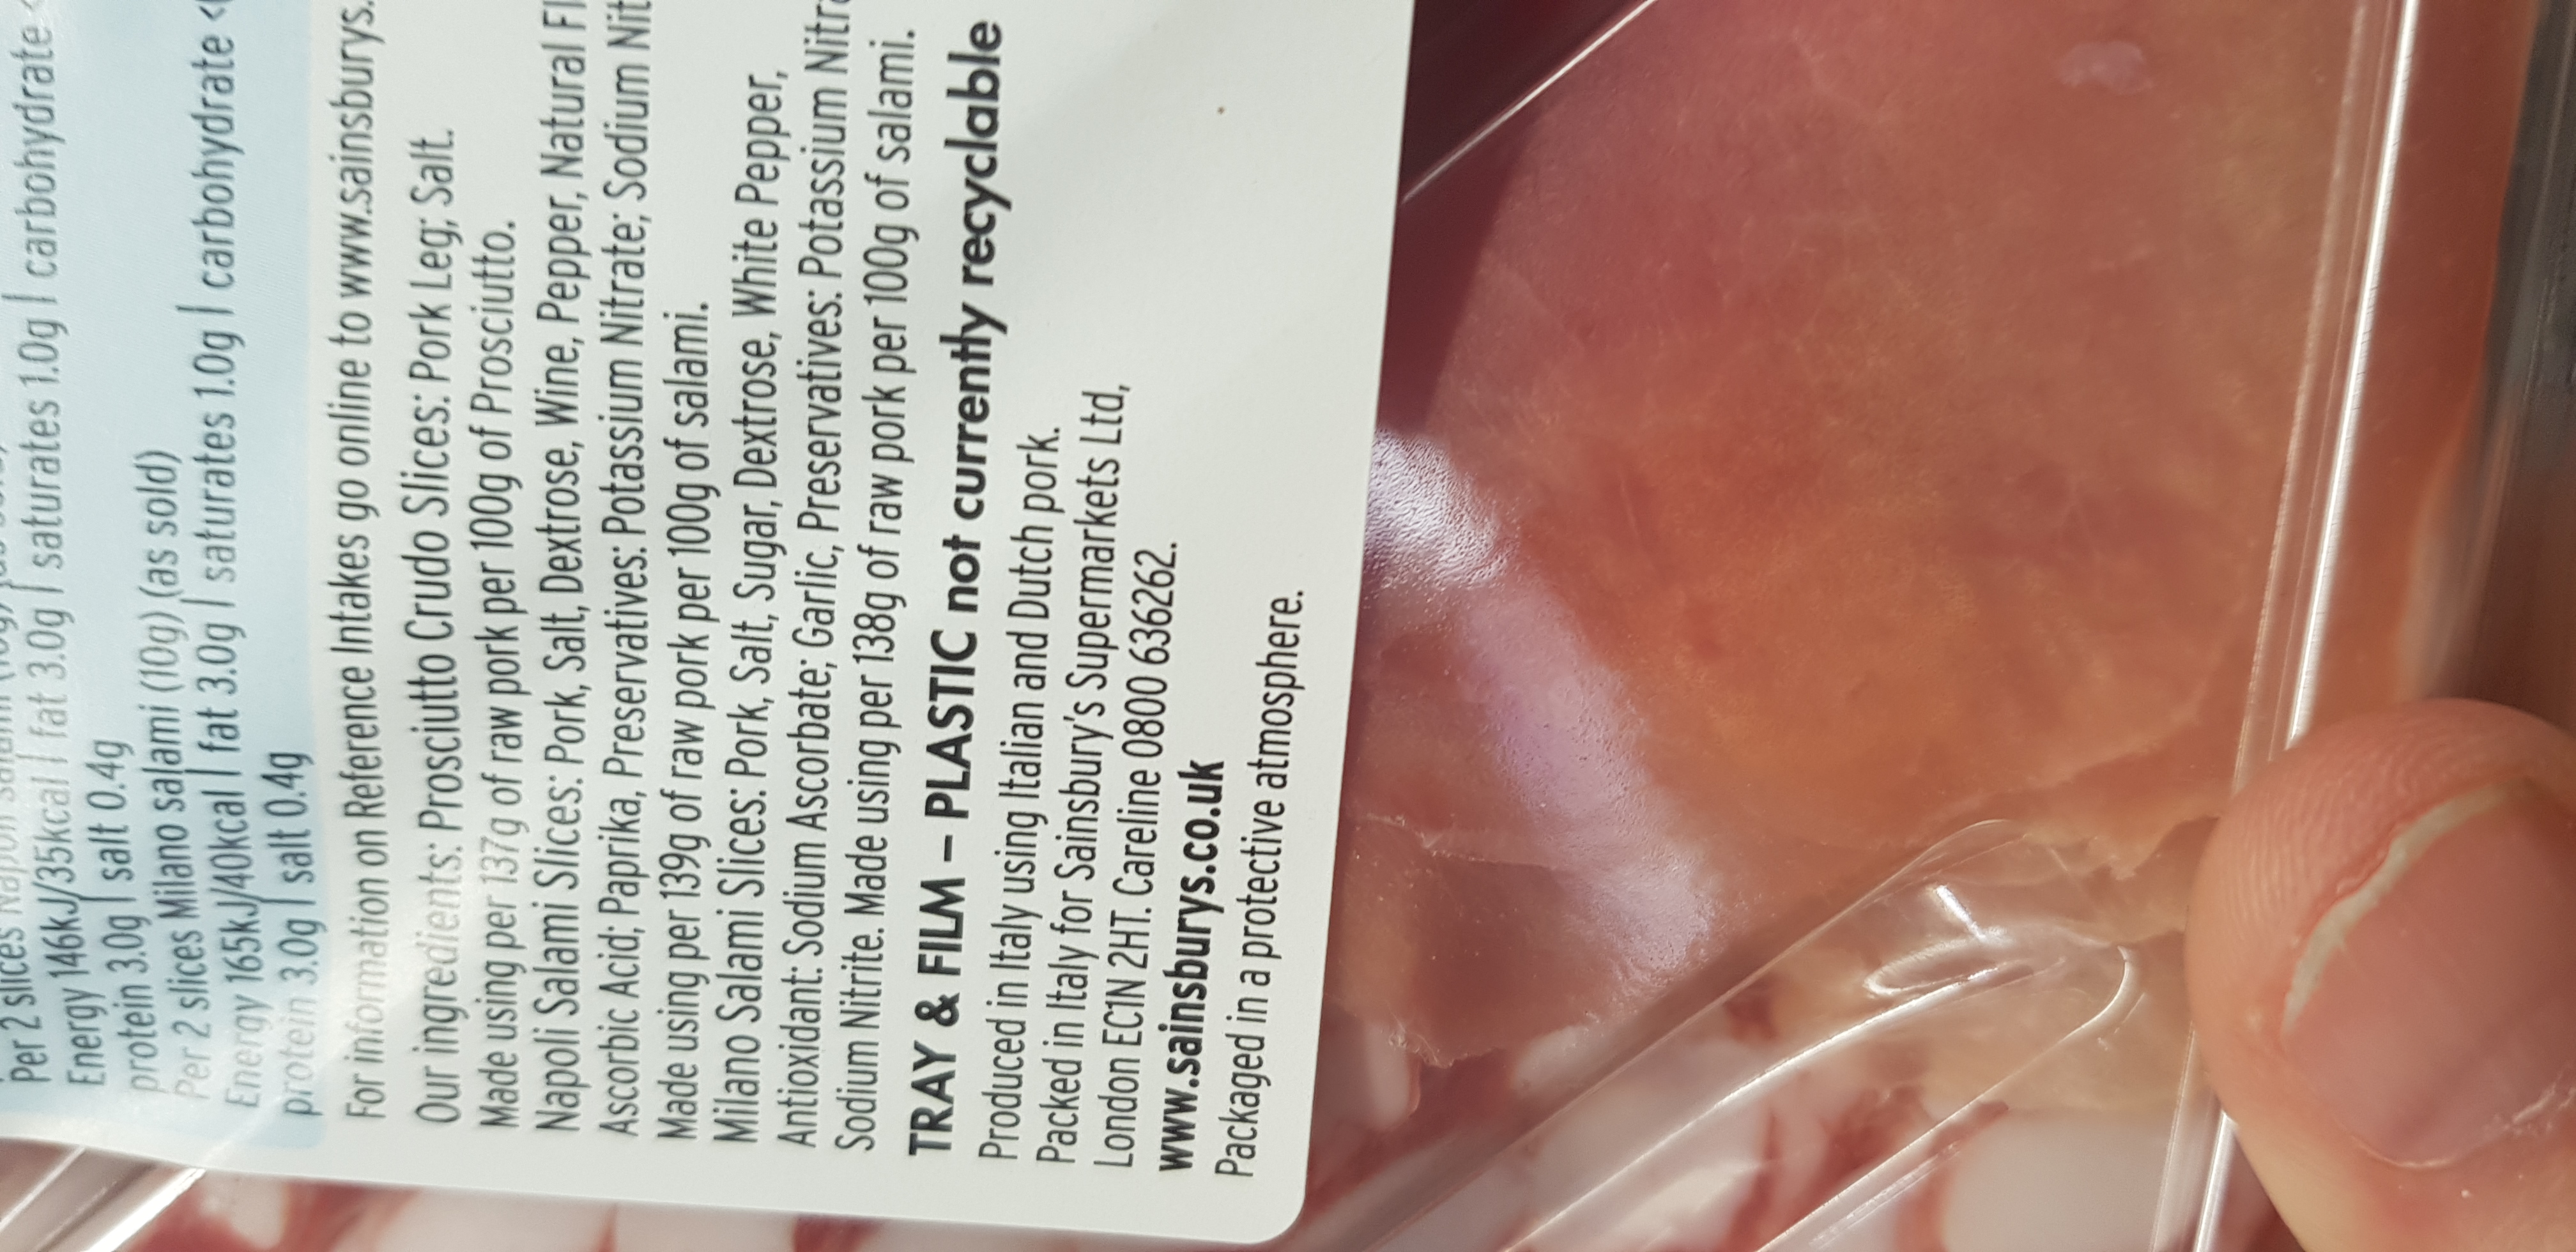 Per 2 slices Napoli salami (10g) (as sold)
Energy 146kJ/35kcal | fat 3.0g | saturates 1.0g | carbohydrate <
protein 3.0g | salt 0.4g
Per 2 slices Milano salami (10g) (as sold)
Energy 165kJ/40kcal | fat 3.0g | saturates 1.0g | carbohydrate <
protein 3.0g | salt 0.4g
For information on Reference Intakes go online to www.sainsburys.
Our ingredients: Prosciutto Crudo Slices: Pork Leg; Salt.
Made using per 137g of raw pork per 100g of Prosciutto.
Napoli Salami Slices: Pork, Salt, Dextrose, Wine, Pepper, Natural Fl
Ascorbic Acid; Paprika, Preservatives: Potassium Nitrate; Sodium Nit
Made using per 139g of raw pork per 100g of salami.
Milano Salami Slices: Pork, Salt, Sugar, Dextrose, White Pepper,
Antioxidant: Sodium Ascorbate; Garlic, Preservatives: Potassium Nitra
Sodium Nitrite. Made using per 138g of raw pork per 100g of salami.
TRAY & FILM – PLASTIC not currently recyclable
Produced in Italy using Italian and Dutch pork.
Packed in Italy for Sainsbury's Supermarkets Ltd,
London EC1N 2HT. Careline 0800 636262.
www.sainsburys.co.uk
Packaged in a protective atmosphere.